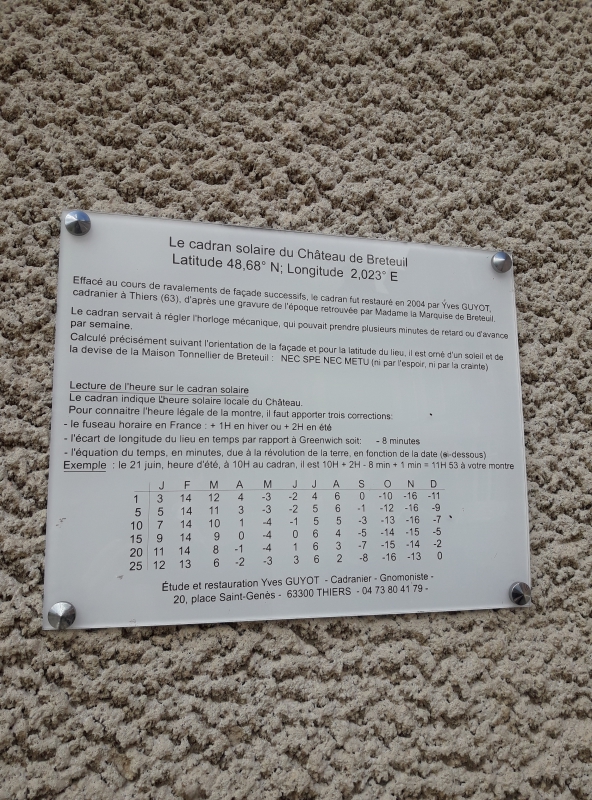 Le cadran solaire du Château de Breteuil
Latitude 48,68° N; Longitude 2,023° E
Effacé au cours de ravalements de façade successifs, le cadran fut restauré en 2004 par Yves GUYOT,
cadranier à Thiers (63), d'après une gravure de l'époque retrouvée par Madame la Marquise de Breteuil.
Le cadran servait à régler l'horloge mécanique, qui pouvait prendre plusieurs minutes de retard ou d'avance
par semaine.
Calculé précisément suivant l'orientation de la façade et pour la latitude du lieu, il est orné d'un soleil et de
la devise de la Maison Tonnellier de Breteuil : NEC SPE NEC METU (ni par l'espoir, ni par la crainte)
Lecture de l'heure sur le cadran solaire
Le cadran indique L'heure solaire locale du Château.
Pour connaitre l'heure légale de la montre, il faut apporter trois corrections:
- le fuseau horaire en France : + 1H en hiver ou + 2H en été
- l'écart de longitude du lieu en temps par rapport à Greenwich soit: - 8 minutes
- l'équation du temps, en minutes, due à la révolution de la terre, en fonction de la date (ci-dessous)
Exemple : le 21 juin, heure d'été, à 10H au cadran, il est 10H + 2H - 8 min + 1 min = 11H 53 à votre montre
J F M A M J J A S O N D
1 3 14 12 4 -3 -2 4 6 0 -10 -16 -11
5 5 14 11 3 -3 -2 5 6 -1 -12 -16 -9
10 7 14 10 1 -4 -1 5 5 -3 -13 -16 -7
15 9 14 9 0 -4 0 6 4 -5 -14 -15 -5
20 11 14 8 -1 -4 1 6 3 -7 -15 -14 -2
25 12 13 6 -2 -3 3 6 2 -8 -16 -13 0
Étude et restauration Yves GUYOT - Cadranier - Gnomoniste -
20, place Saint-Genès - 63300 THIERS - 04 73 80 41 79 -